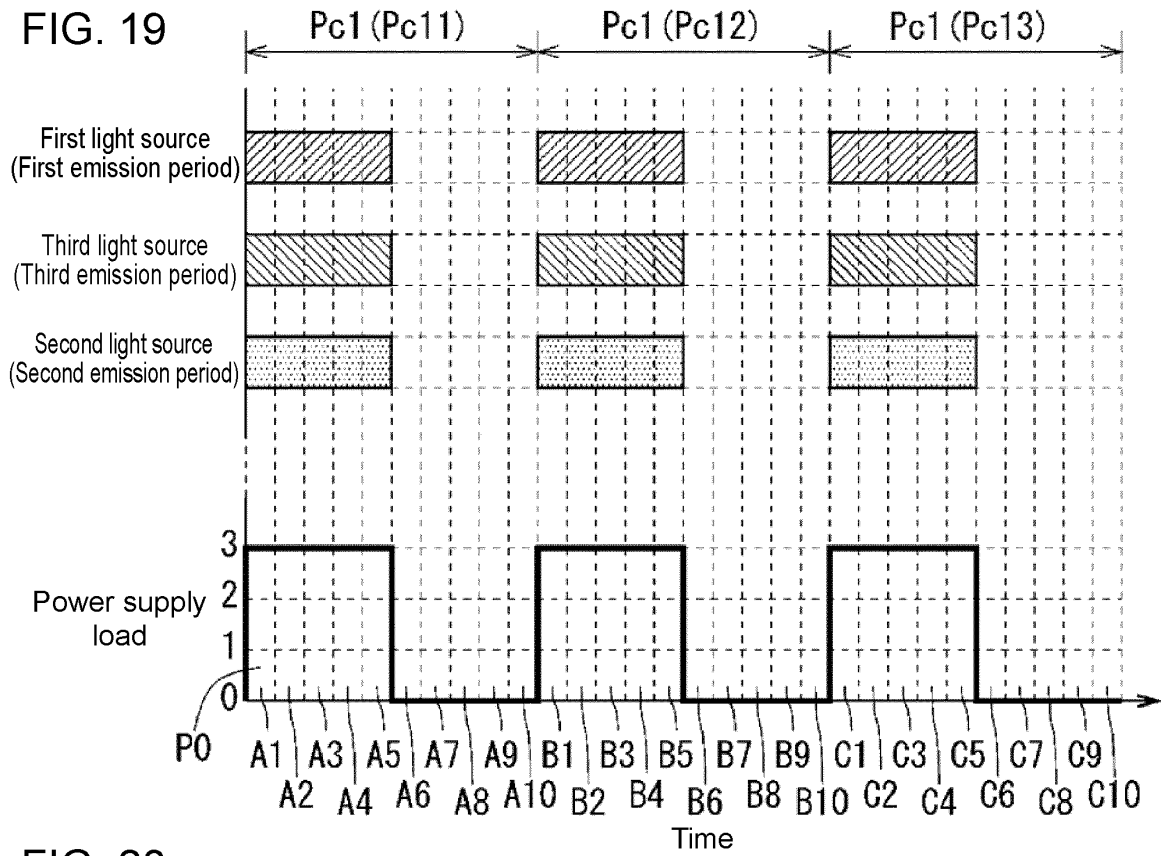 FIG. 19
Pc1 (Pc11)
Pc1 (Pc12)
Pc1 (Pc13)
First light source
(First emission period)
Third light source
(Third emission period)
Second light source
(Second emission period)
3
2
1
0
Power supply
load
P0
A1 A3 A5 A7 A9 B1 B3 B5 B7 B9 C1 C3 C5 C7 C9
A2 A4 A6 A8 A10 B2 B4 B6 B8 B10 C2 C4 C6 C8 C10
Time